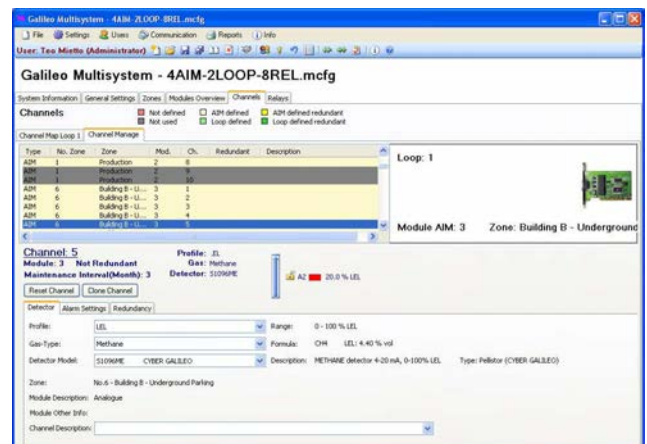 Galileo Multisystem - 4AIM-2LOOP-8REL.mcfg
File Settings Users Communication Reports Info
User: Teo Mietto (Administrator)
Galileo Multisystem - 4AIM-2LOOP-8REL.mcfg
System Information General Settings Zones Modules Overview Channels Relays
Channels
Not defined AIM defined AIM defined redundant
Not used Loop defined Loop defined redundant
Channel Map Loop 1 Channel Manage
Type No. Zone Zone Mod. Ch. Redundant Description
AIM 1 Production 2 8
AIM 1 Production 2 9
AIM 1 Production 2 10
AIM 6 Building B - U... 3 1
AIM 6 Building B - U... 3 2
AIM 6 Building B - U... 3 3
AIM 6 Building B - U... 3 4
AIM 6 Building B - U... 3 5
Loop: 1
Module AIM: 3 Zone: Building B - Underground
Channel: 5
Module: 3 Not Redundant
Maintenance Interval(Month): 3
Profile: LEL
Gas: Methane
Detector: S1096ME
A2 20.0 % LEL
Reset Channel Clone Channel
Detector Alarm Settings Redundancy
Profile: LEL Range: 0 - 100 % LEL
Gas-Type: Methane Formula: CH4 LEL: 4.40 % vol
Detector Model: S1096ME CYBER GALILEO Description: METHANE detector 4-20 mA, 0-100% LEL Type: Pellistor (CYBER GALILEO)
Zone: No.6 - Building B - Underground Parking
Module Description: Analogue
Module Other Info:
Channel Description: